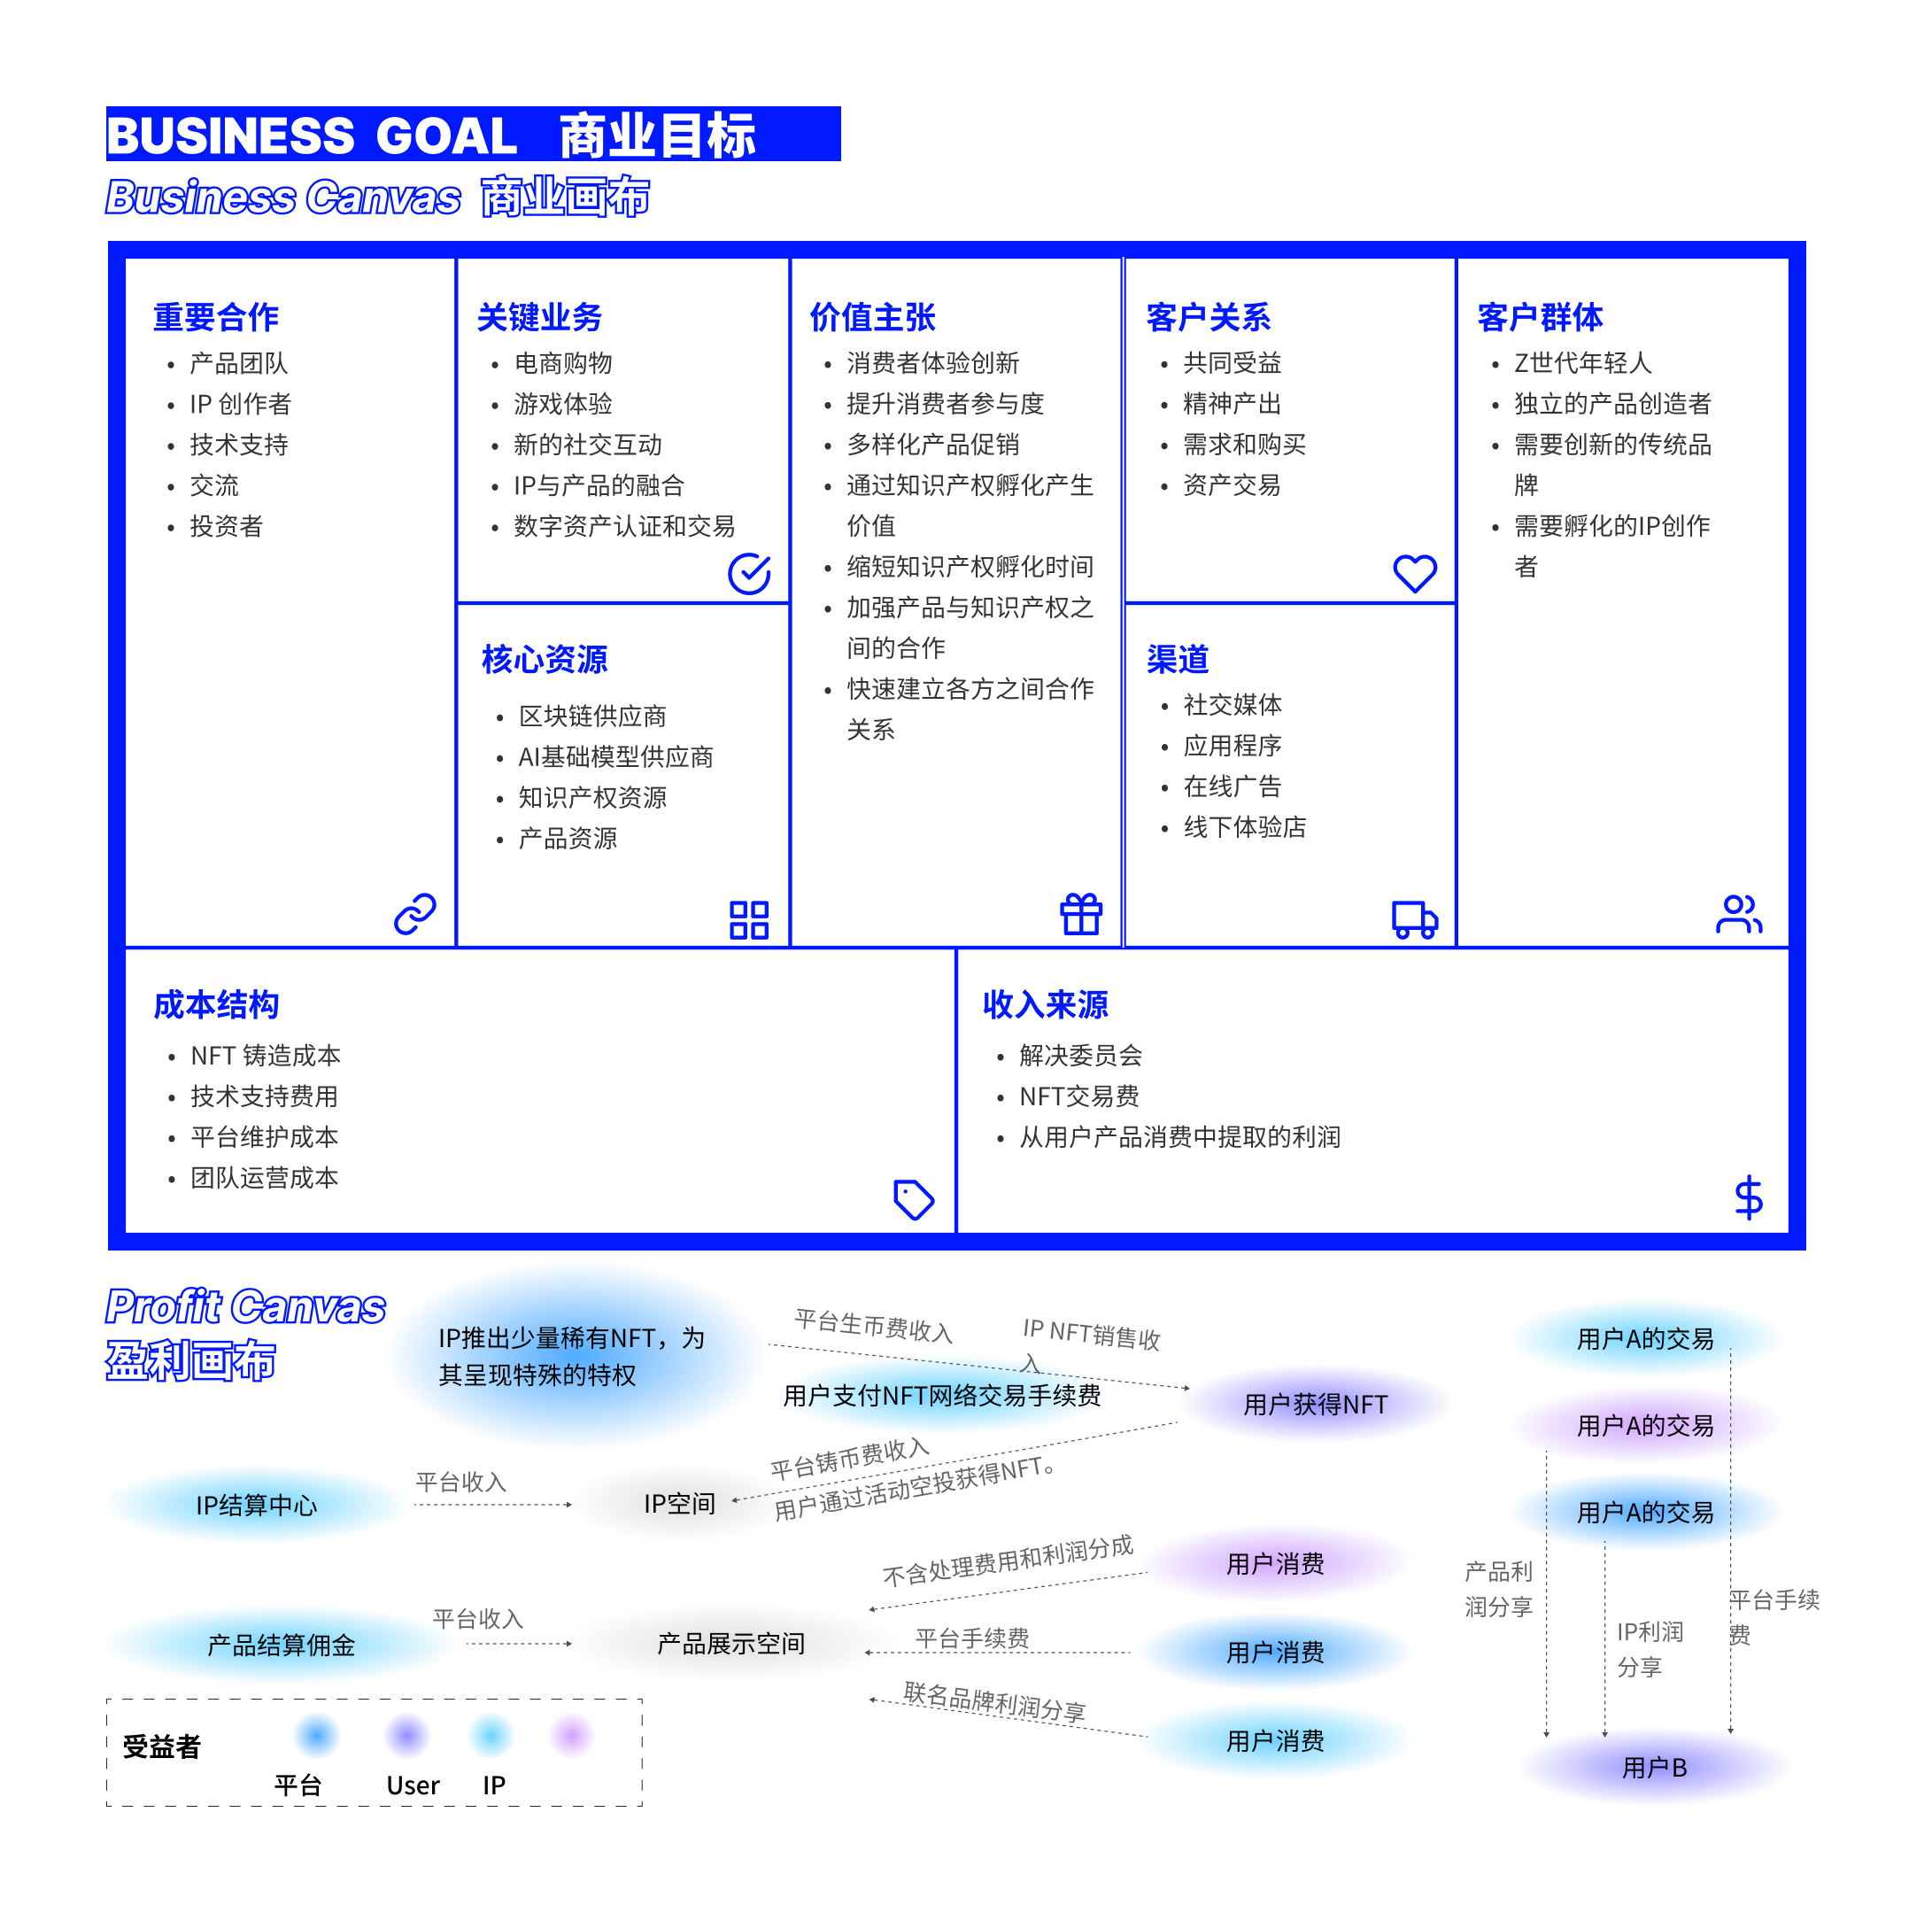 BUSINESS GOAL 商业目标
Business Canvas 商业画布
重要合作
产品团队
IP 创作者
技术支持
交流
投资者
关键业务
电商购物
游戏体验
新的社交互动
IP与产品的融合
数字资产认证和交易
核心资源
区块链供应商
AI基础模型供应商
知识产权资源
产品资源
价值主张
消费者体验创新
提升消费者参与度
多样化产品促销
通过知识产权孵化产生
价值
缩短知识产权孵化时间
加强产品与知识产权之
间的合作
快速建立各方之间合作
关系
客户关系
共同受益
精神产出
需求和购买
资产交易
渠道
社交媒体
应用程序
在线广告
线下体验店
客户群体
Z世代年轻人
独立的产品创造者
需要创新的传统品
牌
需要孵化的IP创作
者
成本结构
NFT 铸造成本
技术支持费用
平台维护成本
团队运营成本
收入来源
解决委员会
NFT交易费
从用户产品消费中提取的利润
Profit Canvas
盈利画布
IP推出少量稀有NFT，为
其呈现特殊的特权
平台生币费收入
IP NFT销售收
入
用户支付NFT网络交易手续费
用户获得NFT
平台铸币费收入
用户通过活动空投获得NFT。
IP结算中心
平台收入
IP空间
产品结算佣金
平台收入
产品展示空间
不含处理费用和利润分成
用户消费
平台手续费
用户消费
联名品牌利润分享
用户消费
用户A的交易
用户A的交易
用户A的交易
产品利
润分享
IP利润
分享
平台手续
费
用户B
受益者
平台
User
IP